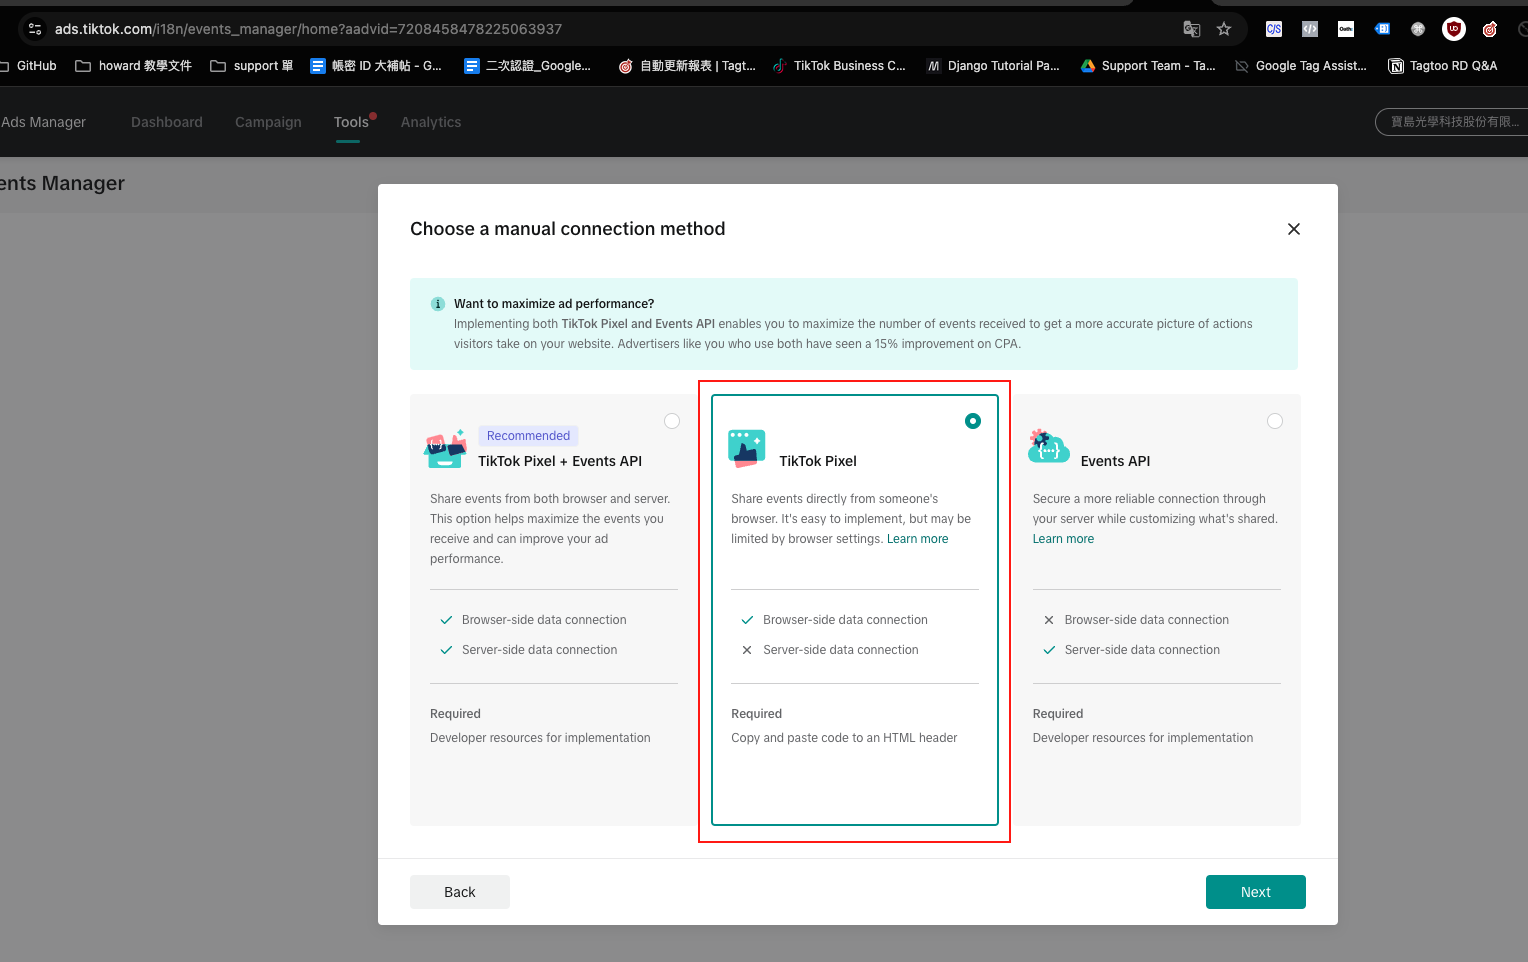 ads.tiktok.com/i18n/events_manager/home?aadvid=7208458478225063937
GitHub howard 教學文件 support 單 帳密 ID 大補帖 - G... 二次認證_Google... 自動更新報表 | Tagt... TikTok Business C... Django Tutorial Pa... Support Team - Ta... Google Tag Assist... Tagtoo RD Q&A
Ads Manager Dashboard Campaign Tools Analytics 寶島光學科技股份有限...
ents Manager
Choose a manual connection method
Want to maximize ad performance?
Implementing both TikTok Pixel and Events API enables you to maximize the number of events received to get a more accurate picture of actions
visitors take on your website. Advertisers like you who use both have seen a 15% improvement on CPA.
Recommended
TikTok Pixel + Events API
Share events from both browser and server.
This option helps maximize the events you
receive and can improve your ad
performance.
Browser-side data connection
Server-side data connection
Required
Developer resources for implementation
TikTok Pixel
Share events directly from someone's
browser. It's easy to implement, but may be
limited by browser settings. Learn more
Browser-side data connection
Server-side data connection
Required
Copy and paste code to an HTML header
Events API
Secure a more reliable connection through
your server while customizing what's shared.
Learn more
Browser-side data connection
Server-side data connection
Required
Developer resources for implementation
Back Next